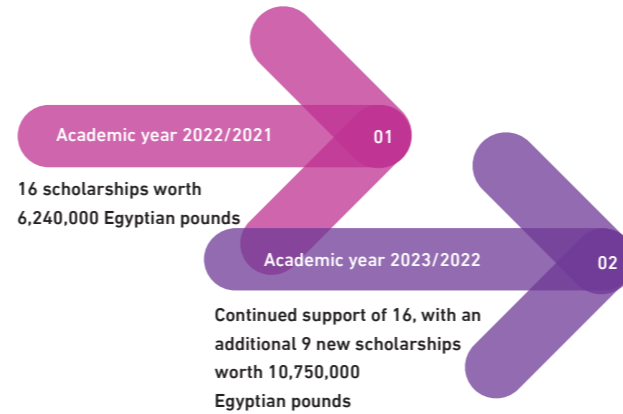 Academic year 2022/2021
01
16 scholarships worth
6,240,000 Egyptian pounds
Academic year 2023/2022
02
Continued support of 16, with an
additional 9 new scholarships
worth 10,750,000
Egyptian pounds